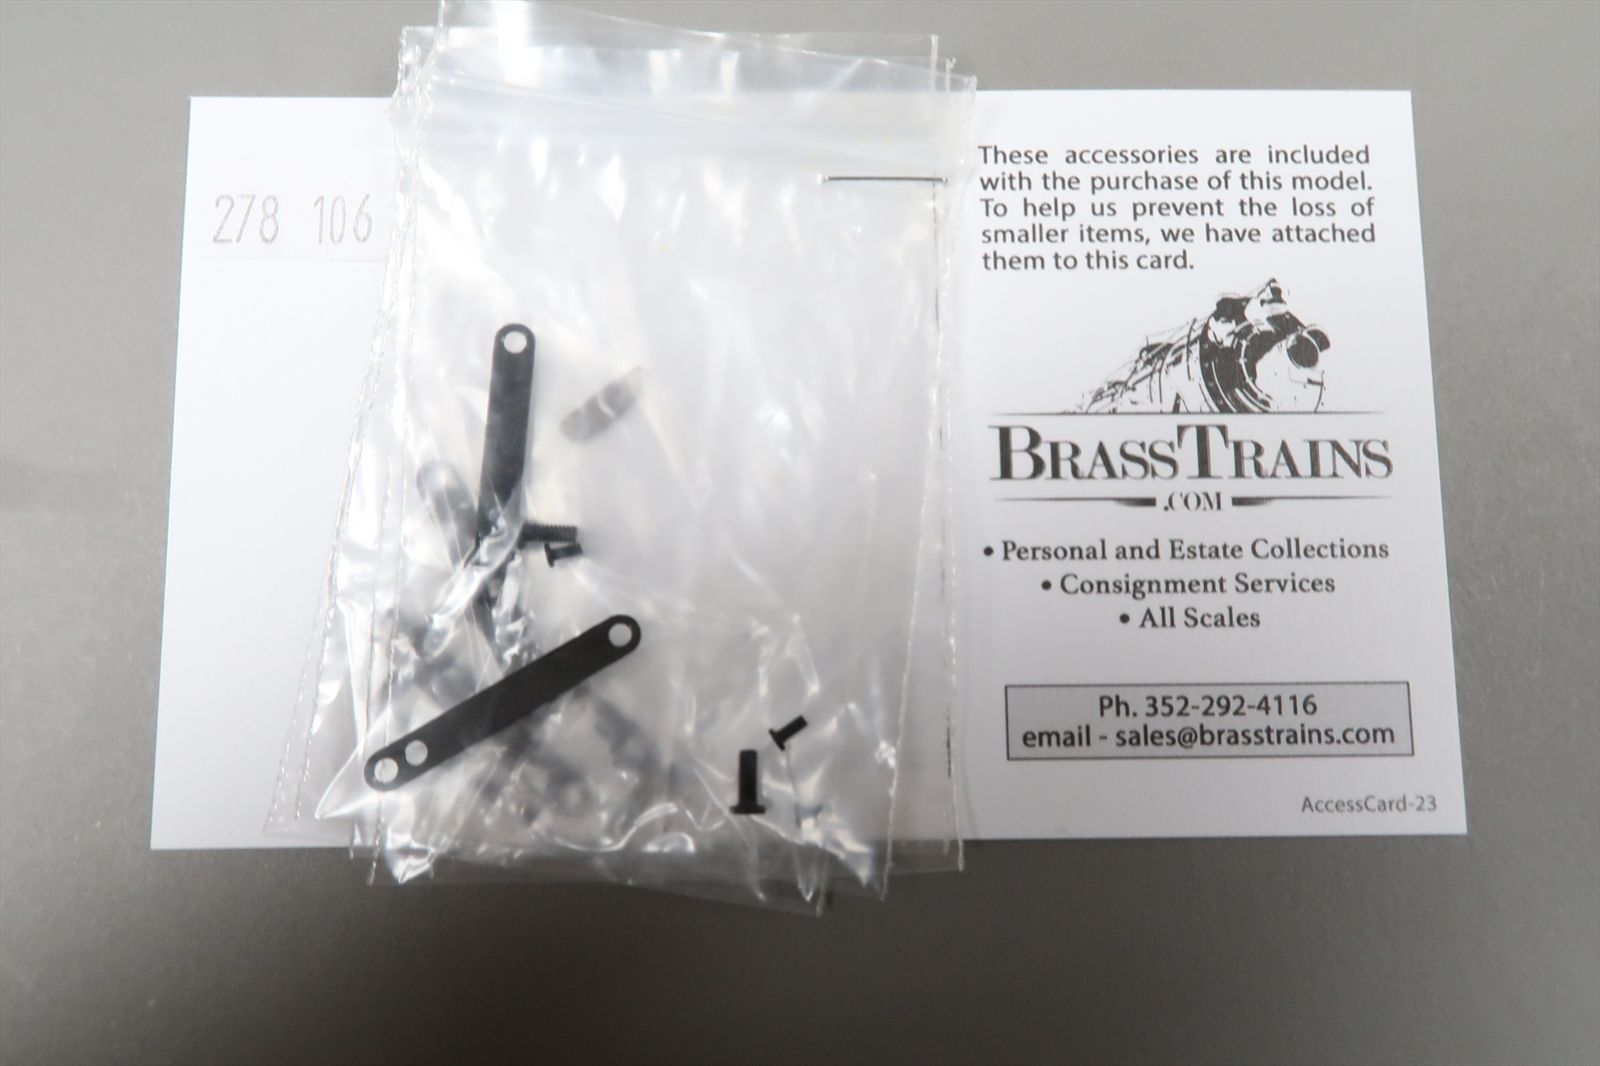 278 106
These accessories are included
with the purchase of this model.
To help us prevent the loss of
smaller items, we have attached
them to this card.
BRASSTRAINS
.COM
• Personal and Estate Collections
• Consignment Services
• All Scales
Ph. 352-292-4116
email - sales@brasstrains.com
AccessCard-23